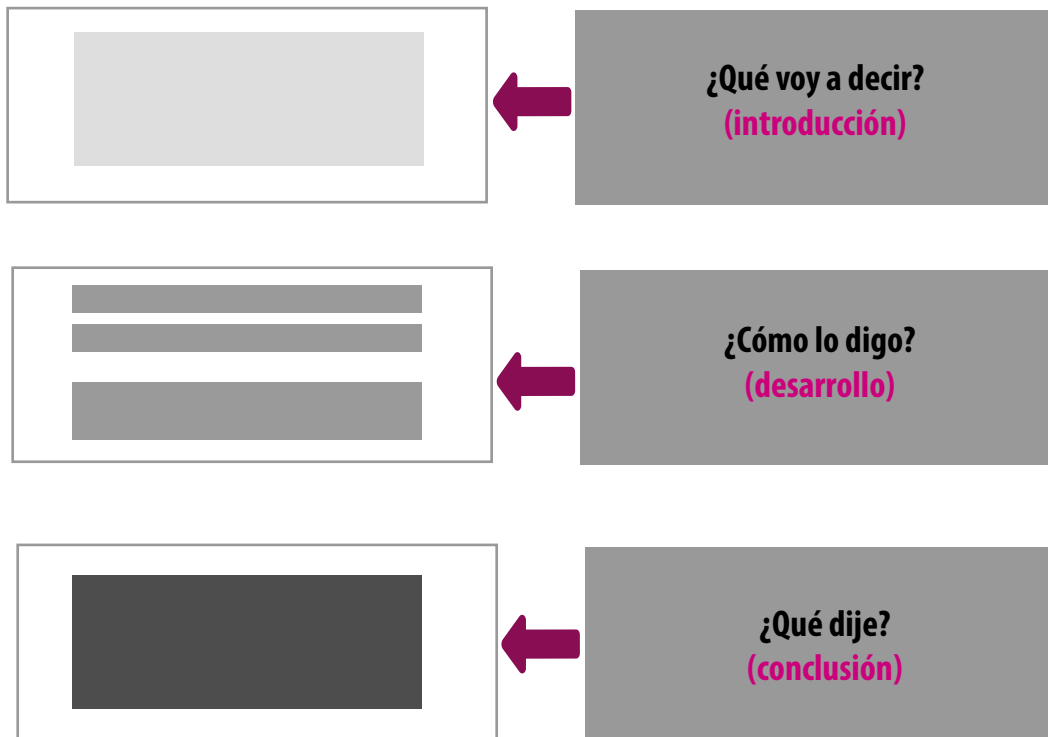 ¿Qué voy a decir?
(introducción)
¿Cómo lo digo?
(desarrollo)
¿Qué dije?
(conclusión)